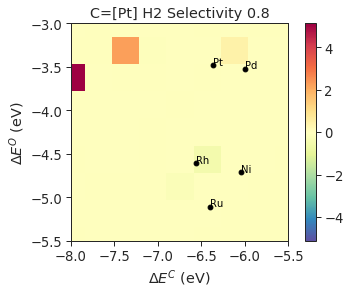 C=[Pt] H2 Selectivity 0.8
−3.0
−3.5
−4.0
−4.5
−5.0
−5.5
ΔE^O (eV)
Pt
Pd
Rh
Ni
Ru
−8.0 −7.5 −7.0 −6.5 −6.0 −5.5
ΔE^C (eV)
4
2
0
−2
−4